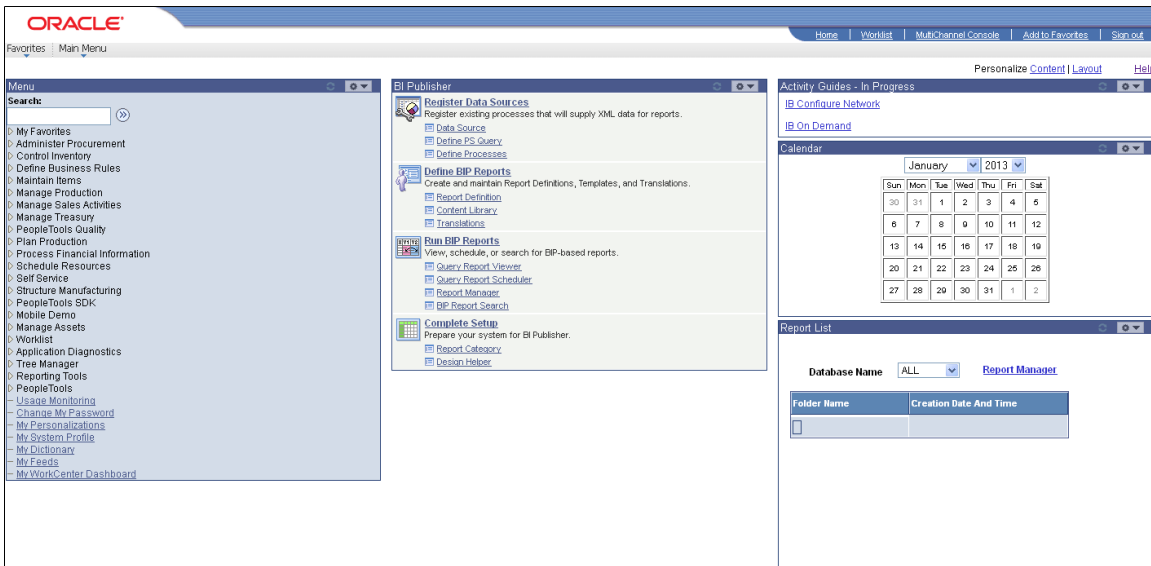 ORACLE
Home | Worklist | MultiChannel Console | Add to Favorites | Sign out
Favorites Main Menu
Personalize Content | Layout Help
Menu
Search:
My Favorites
Administer Procurement
Control Inventory
Define Business Rules
Maintain Items
Manage Production
Manage Sales Activities
Manage Treasury
PeopleTools Quality
Plan Production
Process Financial Information
Schedule Resources
Self Service
Structure Manufacturing
PeopleTools SDK
Mobile Demo
Manage Assets
Worklist
Application Diagnostics
Tree Manager
Reporting Tools
PeopleTools
Usage Monitoring
Change My Password
My Personalizations
My System Profile
My Dictionary
My Feeds
My WorkCenter Dashboard
BI Publisher
Register Data Sources
Register existing processes that will supply XML data for reports.
Data Source
Define PS Query
Define Processes
Define BIP Reports
Create and maintain Report Definitions, Templates, and Translations.
Report Definition
Content Library
Translations
Run BIP Reports
View, schedule, or search for BIP-based reports.
Query Report Viewer
Query Report Scheduler
Report Manager
BIP Report Search
Complete Setup
Prepare your system for BI Publisher.
Report Category
Design Helper
Activity Guides - In Progress
IB Configure Network
IB On Demand
Calendar
January 2013
Sun Mon Tue Wed Thu Fri Sat
30 31 1 2 3 4 5
6 7 8 9 10 11 12
13 14 15 16 17 18 19
20 21 22 23 24 25 26
27 28 29 30 31 1 2
Report List
Database Name ALL Report Manager
Folder Name Creation Date And Time